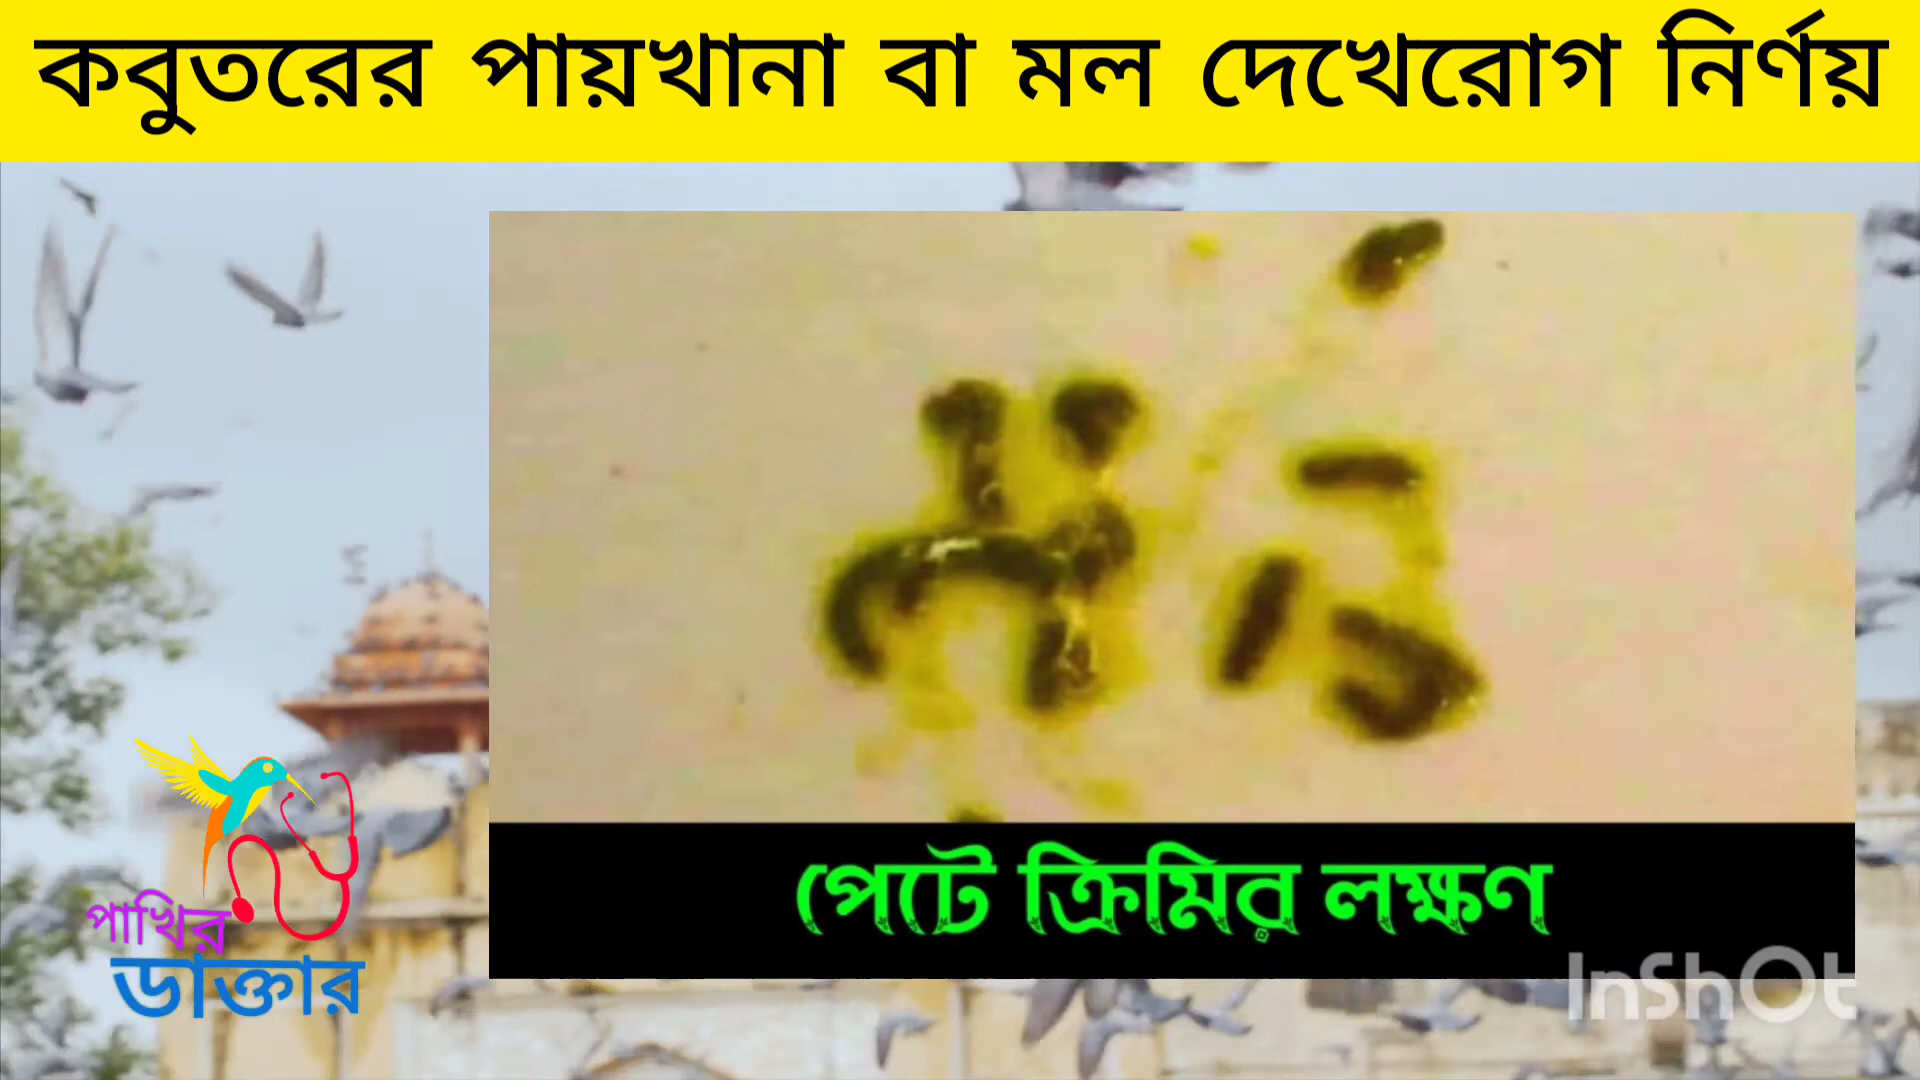 কবুতরের পায়খানা বা মল দেখেরোগ নির্ণয়
পেটে ক্রিমির লক্ষণ
পাখির
ডাক্তার
InShOt